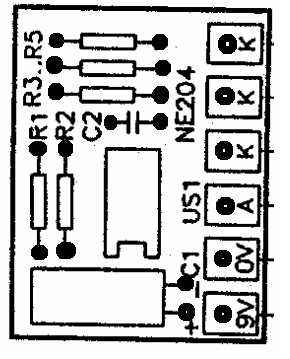 R3...R5
R1
R2
C2
NE204
US1
C1
+
-
K
K
K
A
0V
9V